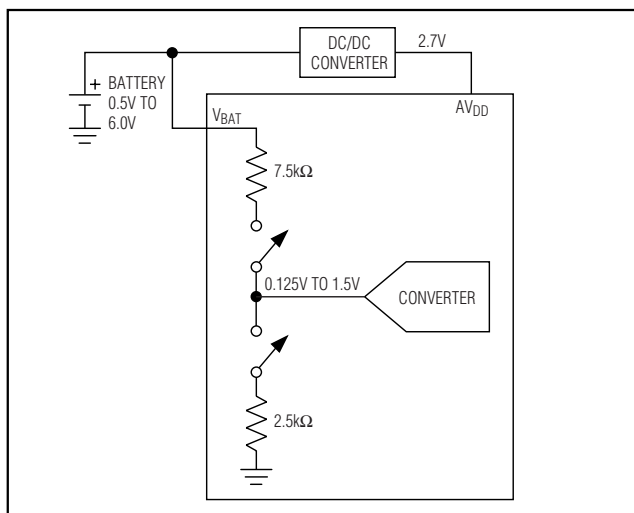 DC/DC
CONVERTER
2.7V
+ BATTERY
0.5V TO
6.0V
VBAT
AVDD
7.5kΩ
0.125V TO 1.5V
CONVERTER
2.5kΩ